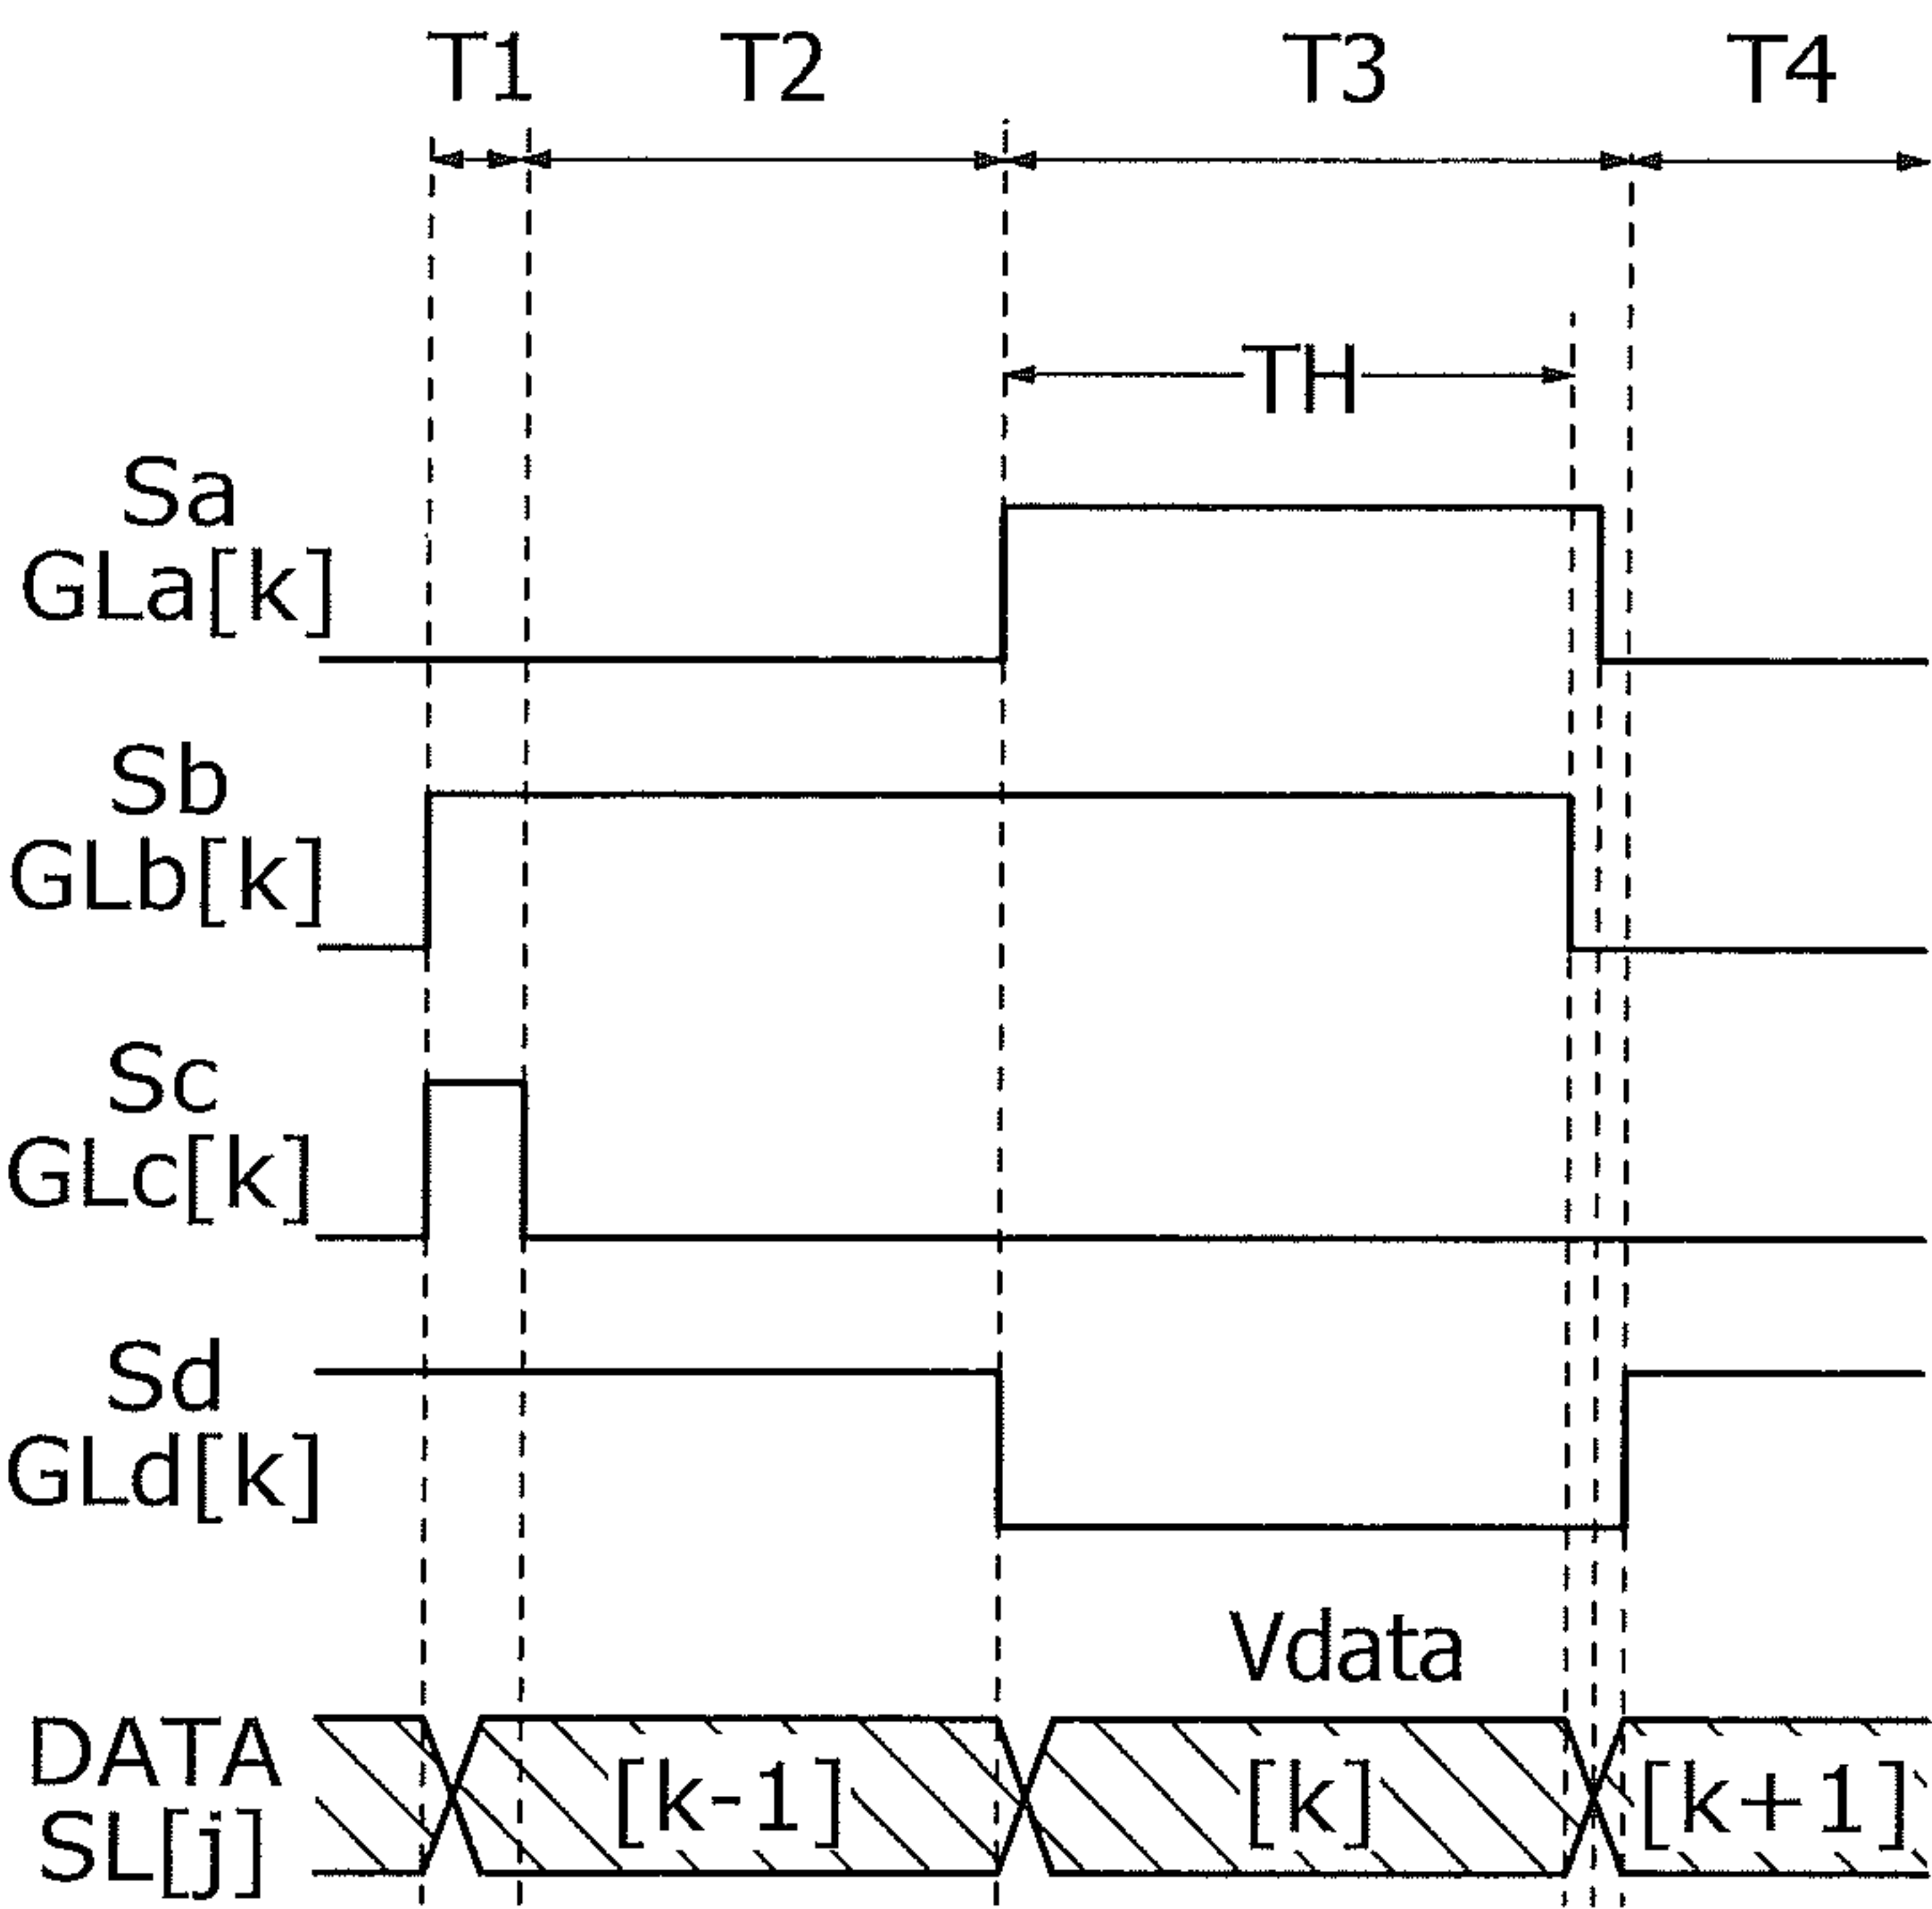 T1 T2 T3 T4
TH
Sa
GLa[k]
Sb
GLb[k]
Sc
GLc[k]
Sd
GLd[k]
Vdata
DATA
SL[j]
[k-1] [k] [k+1]